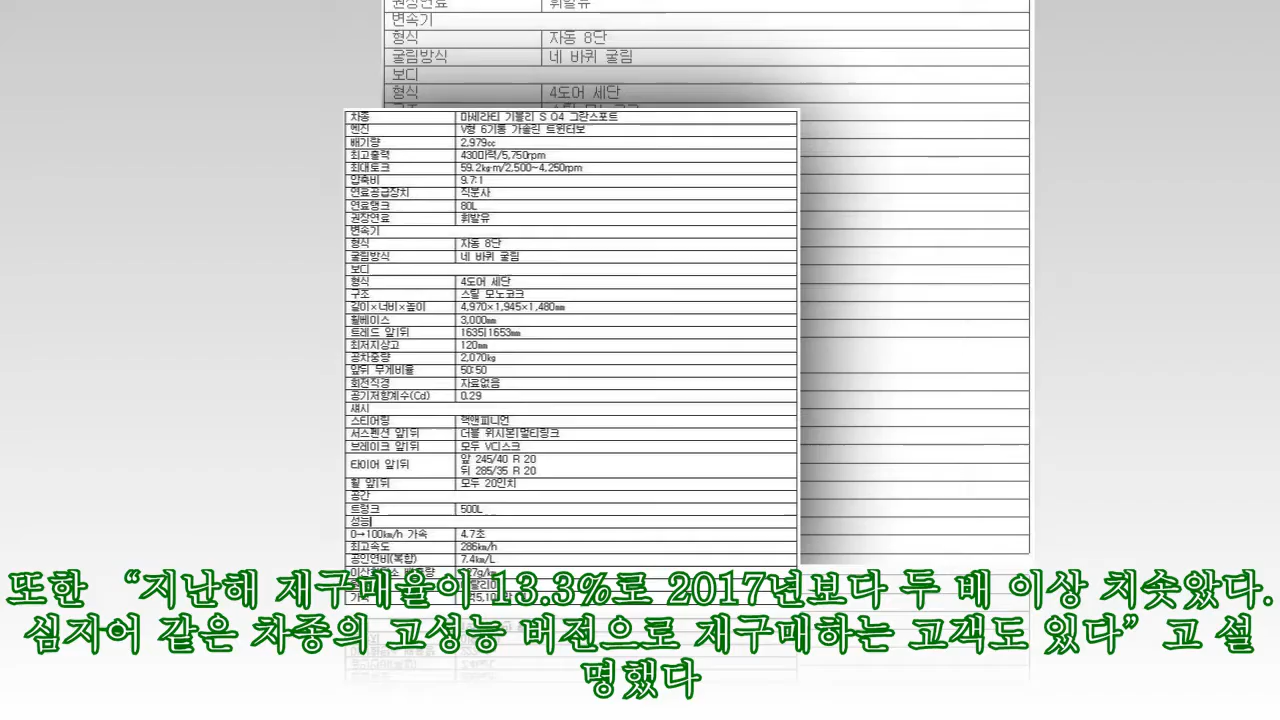 권장연료 휘발유
변속기
형식 자동 8단
굴림방식 네 바퀴 굴림
보디
형식 4도어 세단
차종 마세라티 기블리 S Q4 그란스포트
엔진 V형 6기통 가솔린 트윈터보
배기량 2,979cc
최고출력 430마력/5,750rpm
최대토크 59.2kg·m/2,500~4,250rpm
압축비 9.7:1
연료공급장치 직분사
연료탱크 80L
권장연료 휘발유
변속기
형식 자동 8단
굴림방식 네 바퀴 굴림
보디
형식 4도어 세단
구조 스틸 모노코크
길이×너비×높이 4,970×1,945×1,480mm
휠베이스 3,000mm
트레드 앞|뒤 1635|1653mm
최저지상고 120mm
공차중량 2,070kg
앞뒤 무게비율 50:50
회전직경 자료없음
공기저항계수(Cd) 0.29
섀시
스티어링 랙앤피니언
서스펜션 앞|뒤 더블 위시본|멀티링크
브레이크 앞|뒤 모두 V디스크
타이어 앞|뒤 앞 245/40 R 20
뒤 285/35 R 20
휠 앞|뒤 모두 20인치
공간
트렁크 500L
성능
0→100km/h 가속 4.7초
최고속도 286km/h
공인연비(복합) 7.4km/L
또한 “지난해 재구매율이 13.3%로 2017년보다 두 배 이상 치솟았다.
심지어 같은 차종의 고성능 버전으로 재구매하는 고객도 있다”고 설
명했다